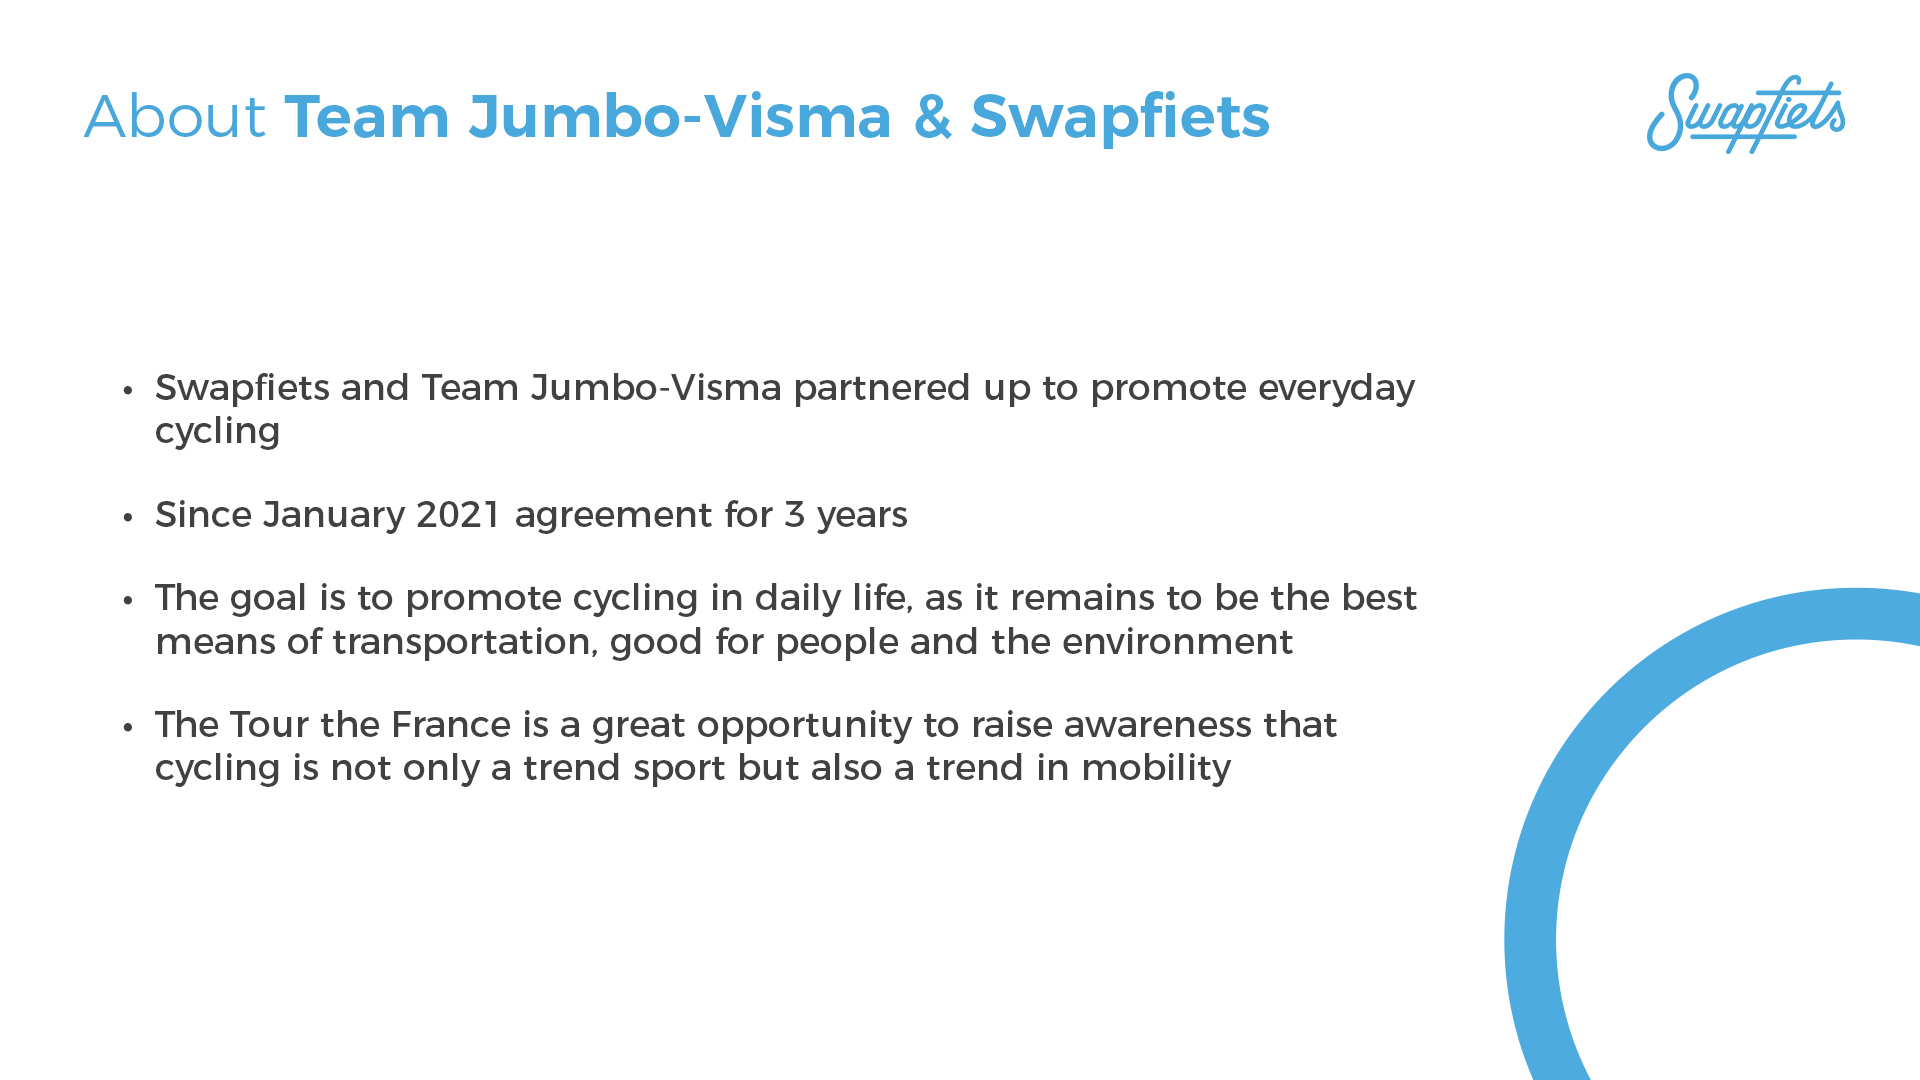 About Team Jumbo-Visma & Swapfiets
Swapfiets
• Swapfiets and Team Jumbo-Visma partnered up to promote everyday
cycling
• Since January 2021 agreement for 3 years
• The goal is to promote cycling in daily life, as it remains to be the best
means of transportation, good for people and the environment
• The Tour the France is a great opportunity to raise awareness that
cycling is not only a trend sport but also a trend in mobility